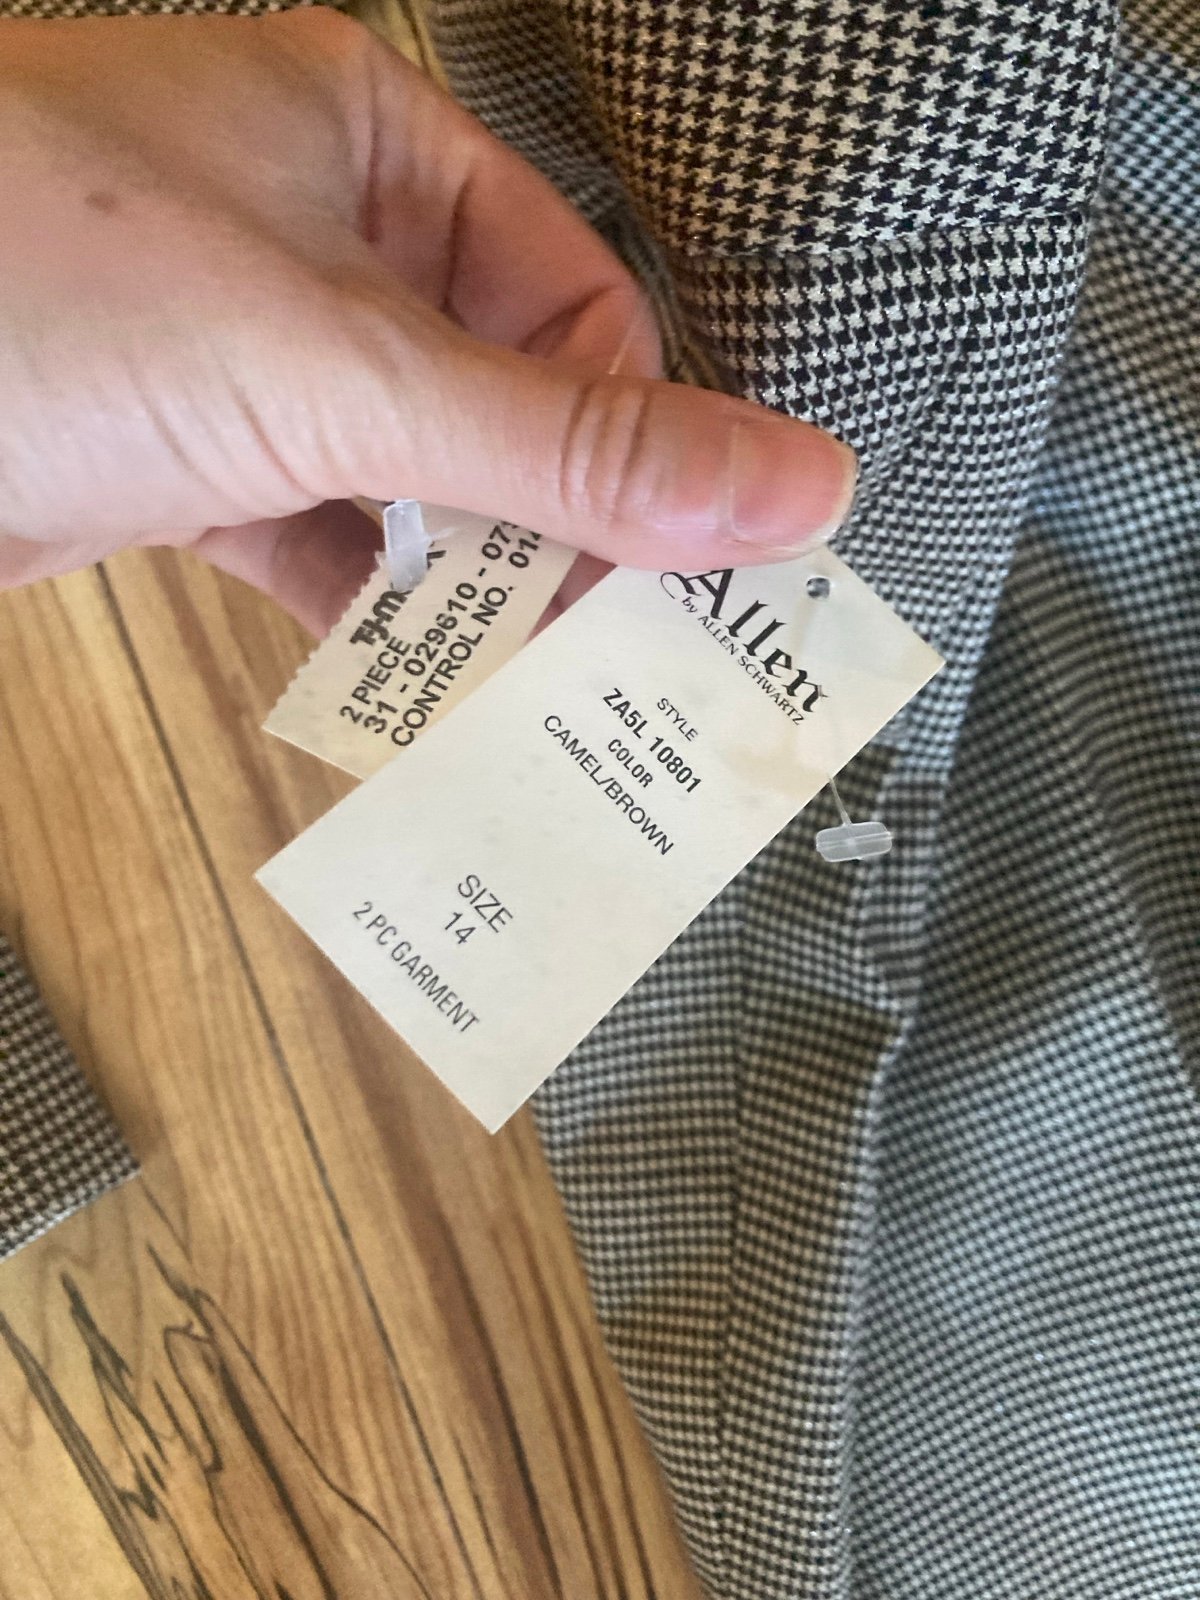 Allen
by ALLEN SCHWARTZ
STYLE
ZA5L 10801
COLOR
CAMEL/BROWN
SIZE
14
2 PC GARMENT
2 PIECE
31 - 029610 - 07
CONTROL NO. 01